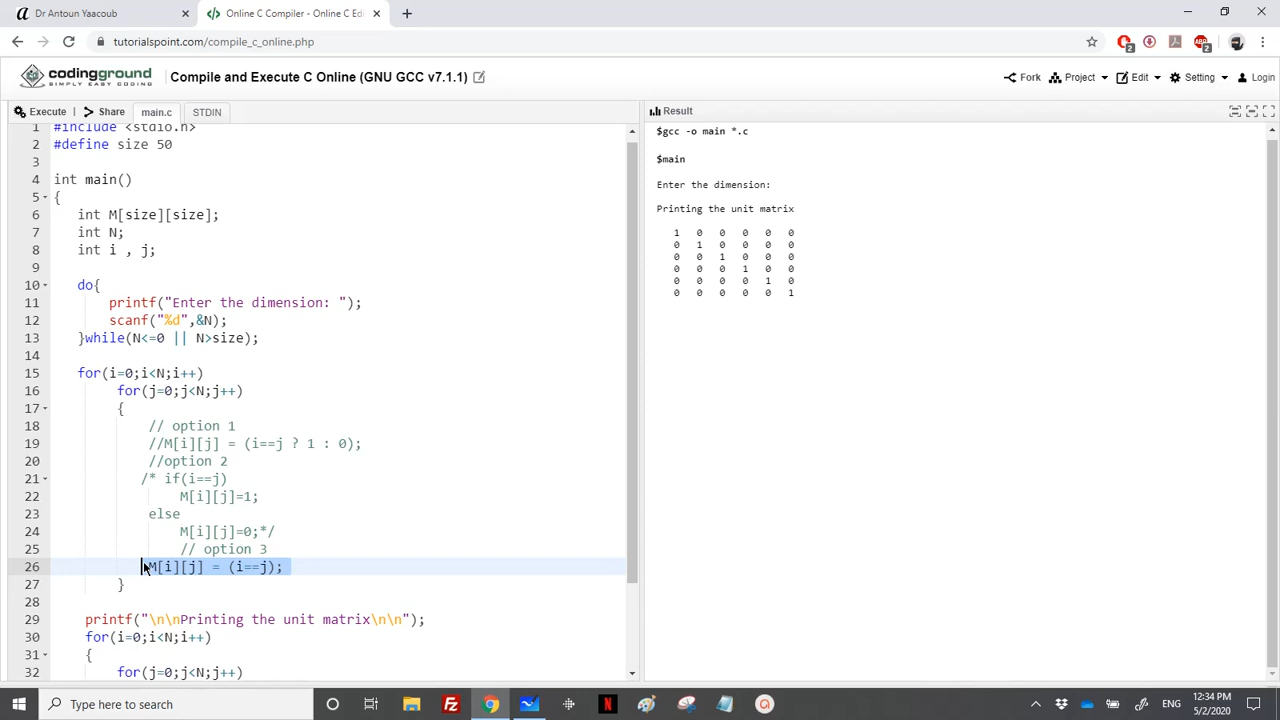 Dr Antoun Yaacoub
Online C Compiler - Online C Edi
tutorialspoint.com/compile_c_online.php
2
ABP
2
codingground
SIMPLY EASY CODING
Compile and Execute C Online (GNU GCC v7.1.1)
Fork
Project
Edit
Setting
Login
Execute | Share main.c STDIN
Result
1 #include <stdio.h>
2 #define size 50
3
4 int main()
5 {
6 int M[size][size];
7 int N;
8 int i , j;
9
10 do{
11 printf("Enter the dimension: ");
12 scanf("%d",&N);
13 }while(N<=0 || N>size);
14
15 for(i=0;i<N;i++)
16 for(j=0;j<N;j++)
17 {
18 // option 1
19 //M[i][j] = (i==j ? 1 : 0);
20 //option 2
21 /* if(i==j)
22 M[i][j]=1;
23 else
24 M[i][j]=0;*/
25 // option 3
26 M[i][j] = (i==j);
27 }
28
29 printf("\n\nPrinting the unit matrix\n\n");
30 for(i=0;i<N;i++)
31 {
32 for(j=0;j<N;j++)
$gcc -o main *.c
$main
Enter the dimension:
Printing the unit matrix
1 0 0 0 0 0
0 1 0 0 0 0
0 0 1 0 0 0
0 0 0 1 0 0
0 0 0 0 1 0
0 0 0 0 0 1
Type here to search
ENG
12:34 PM
5/2/2020